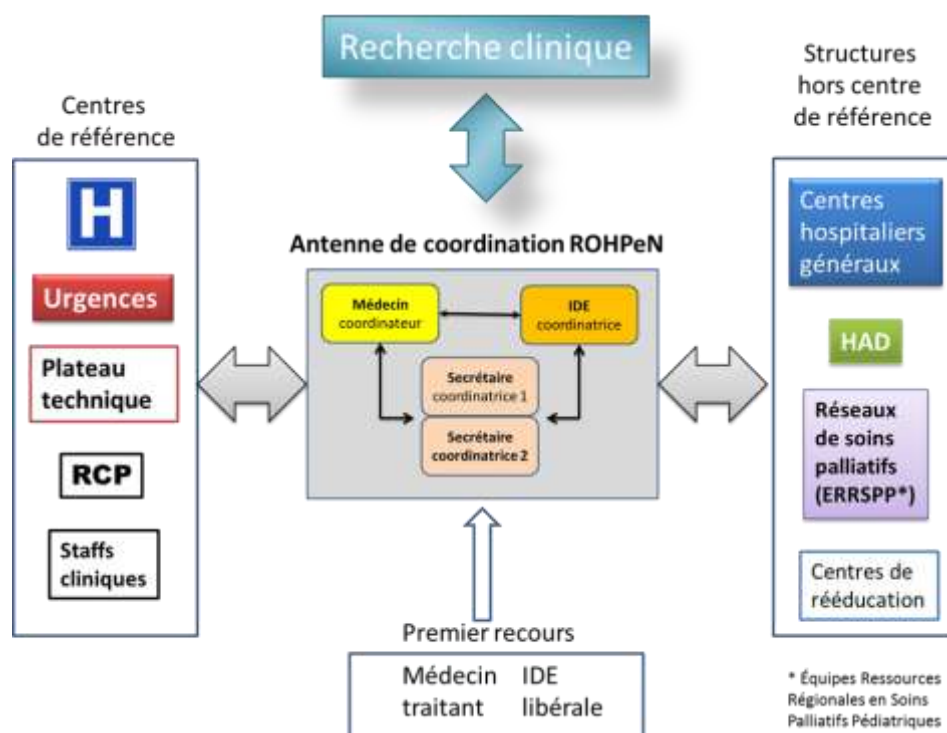 Recherche clinique
Centres
de référence
H
Urgences
Plateau
technique
RCP
Staffs
cliniques
Antenne de coordination ROHPeN
Médecin
coordinateur
IDE
coordinatrice
Secrétaire
coordinatrice 1
Secrétaire
coordinatrice 2
Premier recours
Médecin IDE
traitant libérale
Structures
hors centre
de référence
Centres
hospitaliers
généraux
HAD
Réseaux
de soins
palliatifs
(ERRSPP*)
Centres de
rééducation
* Équipes Ressources
Régionales en Soins
Palliatifs Pédiatriques